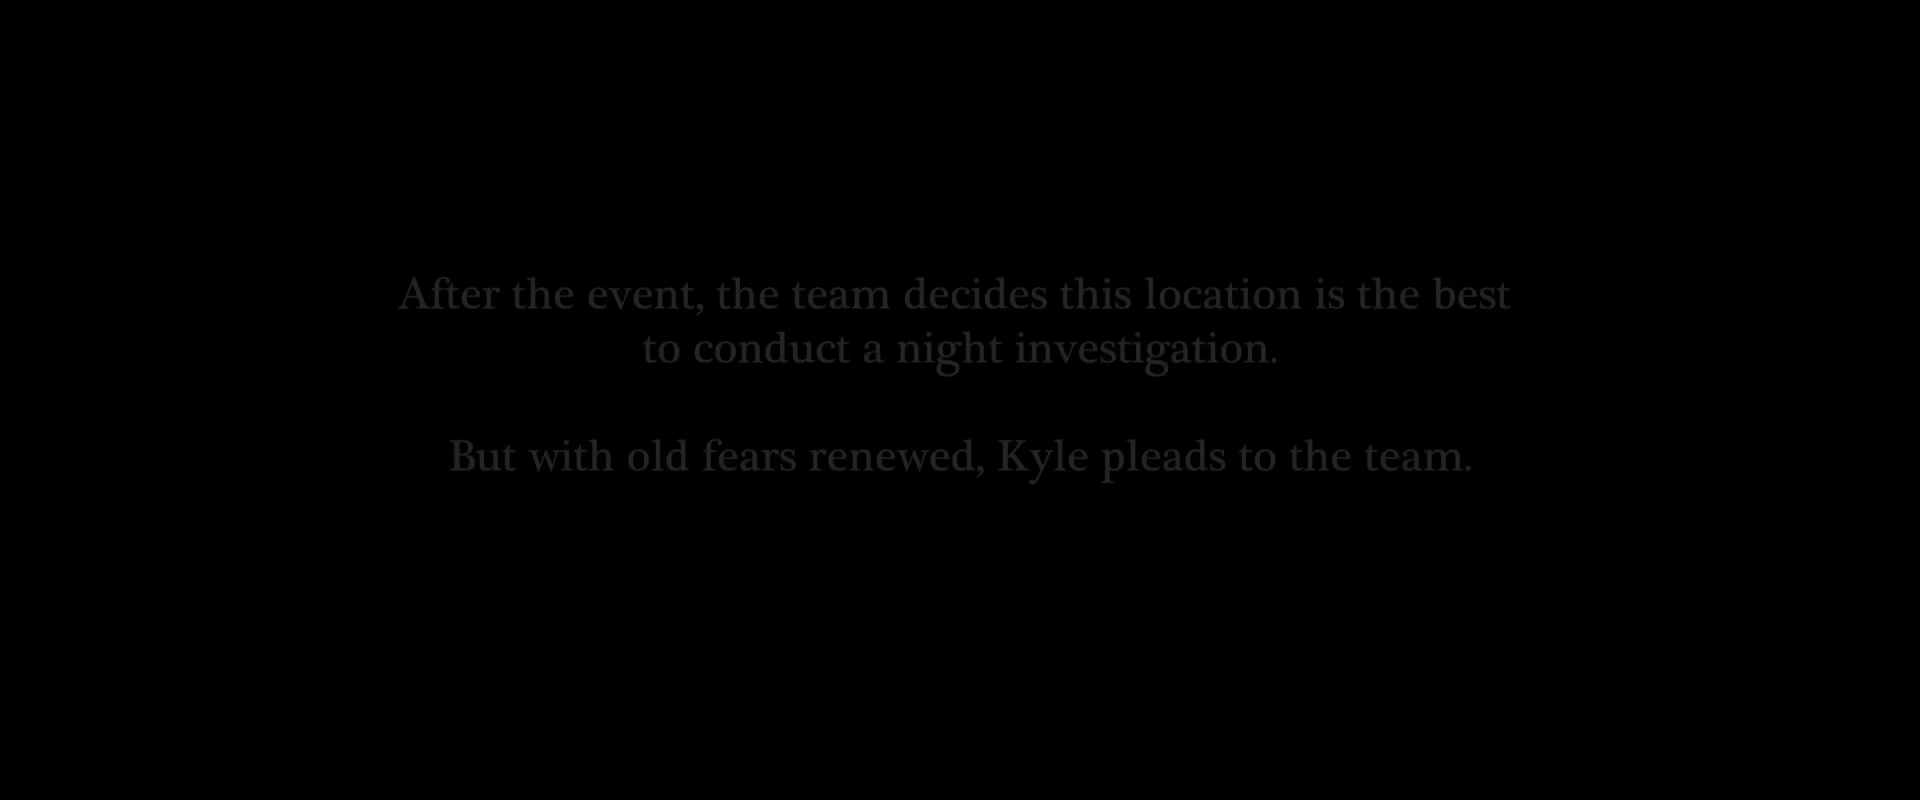 After the event, the team decides this location is the best
to conduct a night investigation.
But with old fears renewed, Kyle pleads to the team.